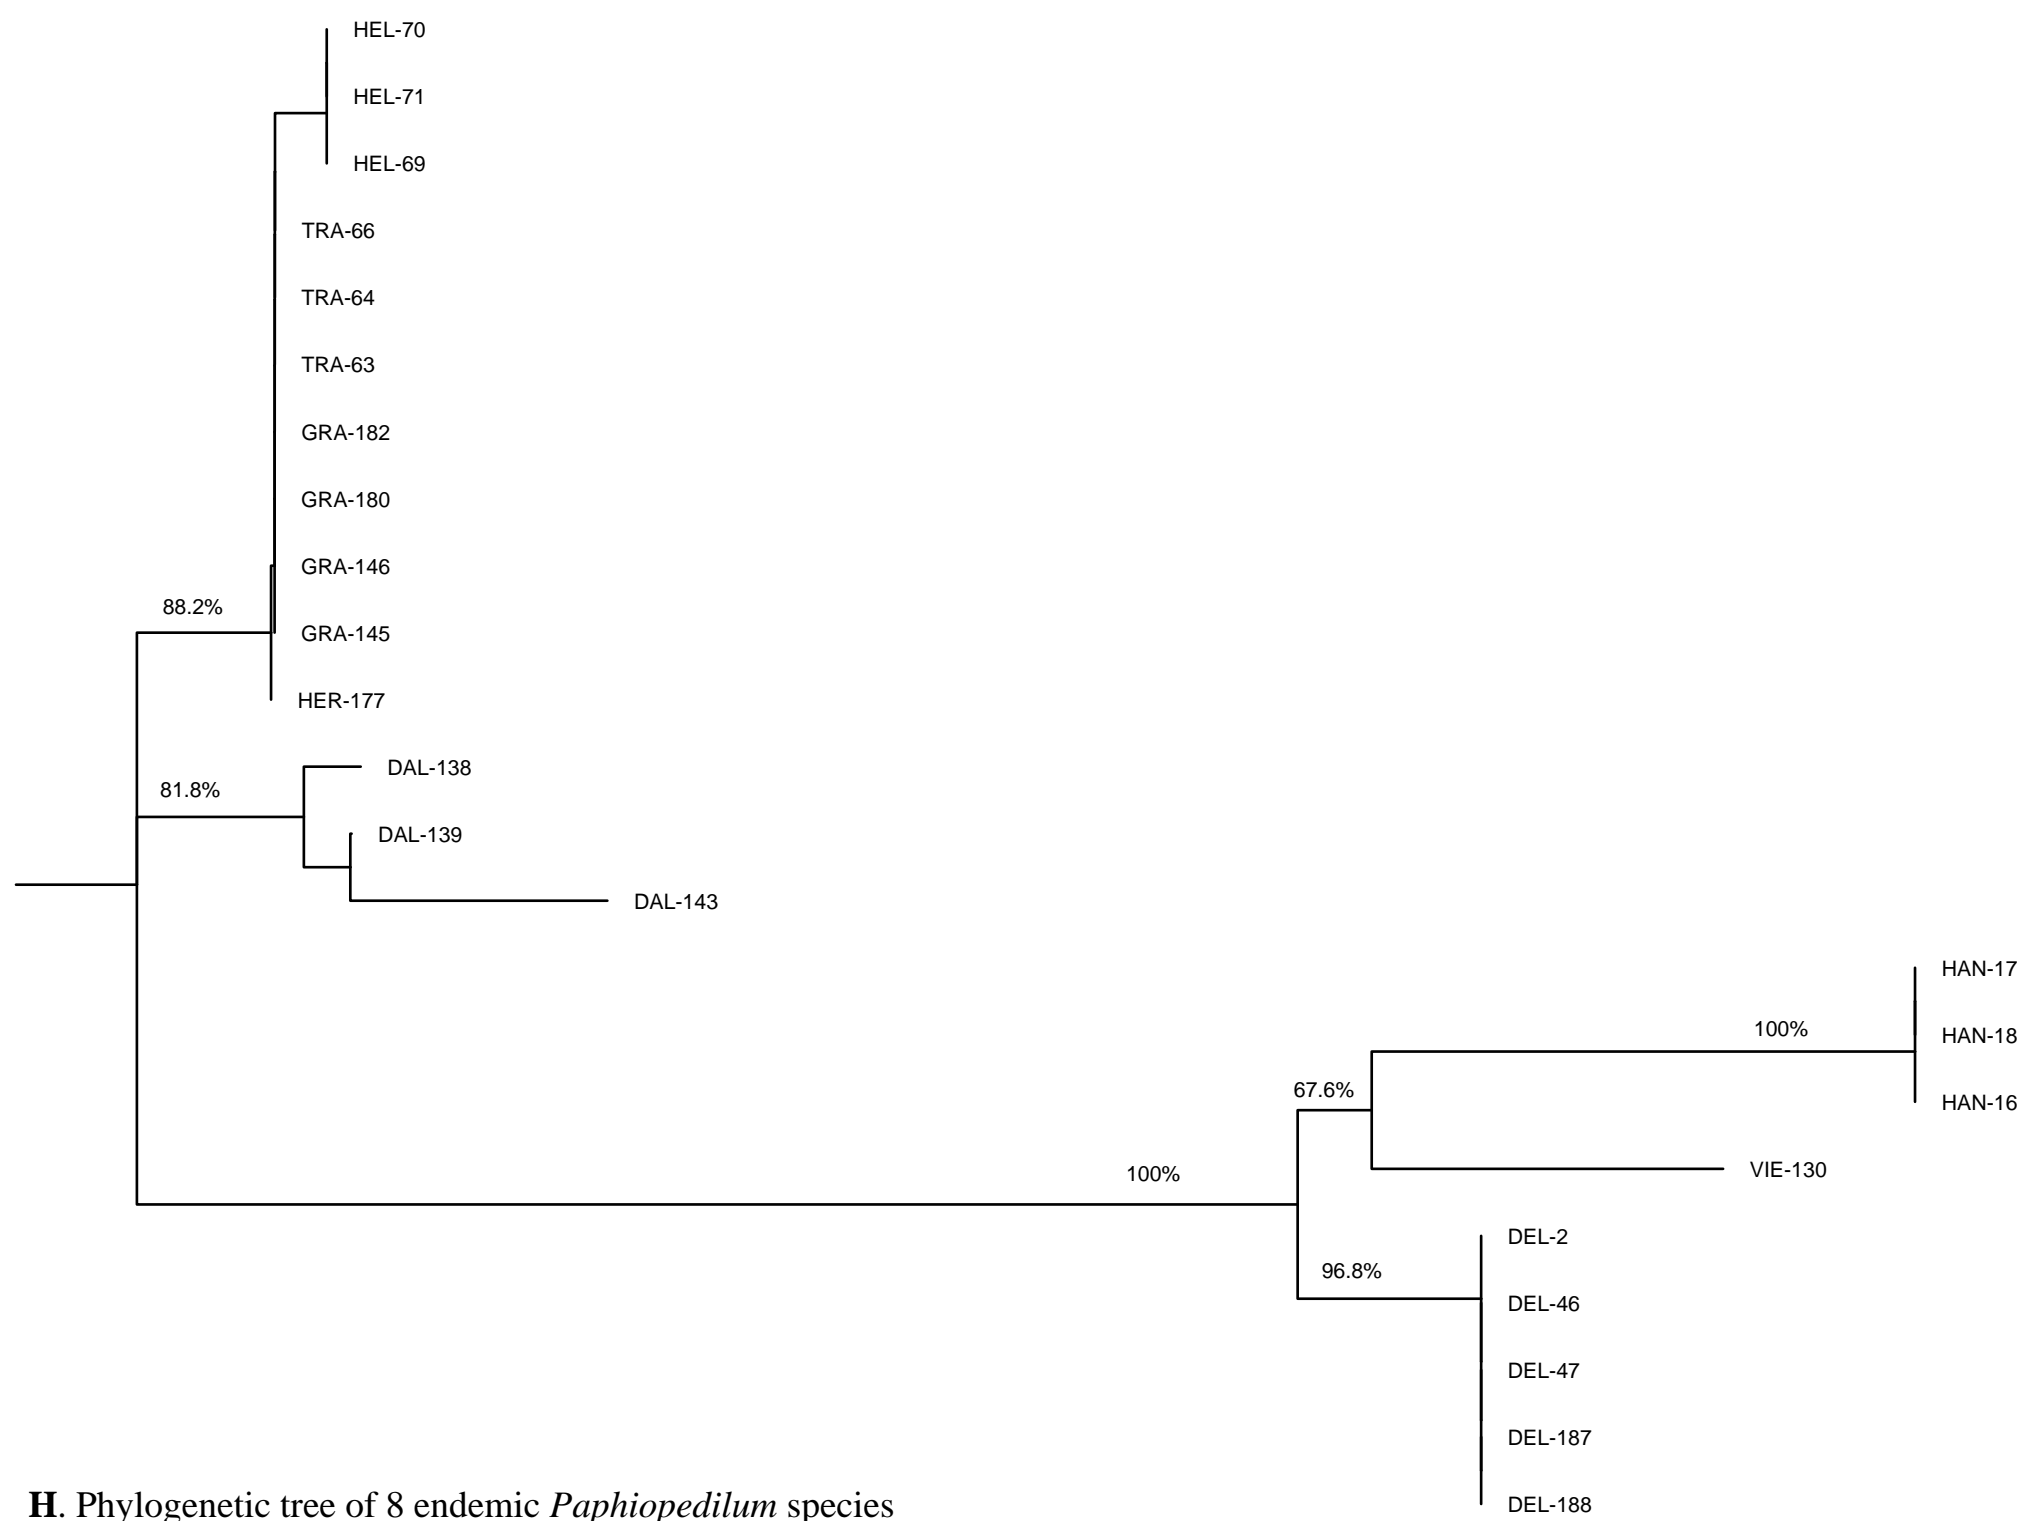 HEL-70
HEL-71
HEL-69
TRA-66
TRA-64
TRA-63
GRA-182
GRA-180
GRA-146
88.2%
GRA-145
HER-177
DAL-138
81.8%
DAL-139
DAL-143
HAN-17
100%
HAN-18
67.6%
HAN-16
100%
VIE-130
DEL-2
96.8%
DEL-46
DEL-47
DEL-187
DEL-188
H. Phylogenetic tree of 8 endemic Paphiopedilum species